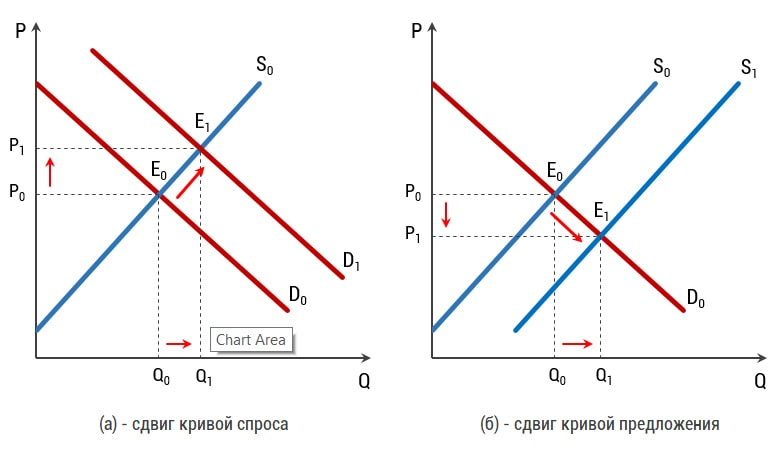 P
S₀
E₁
P₁
E₀
P₀
D₁
D₀
Chart Area
Q₀
Q₁
Q
(а) - сдвиг кривой спроса
P
S₀
S₁
E₀
P₀
E₁
P₁
D₀
Q₀
Q₁
Q
(б) - сдвиг кривой предложения